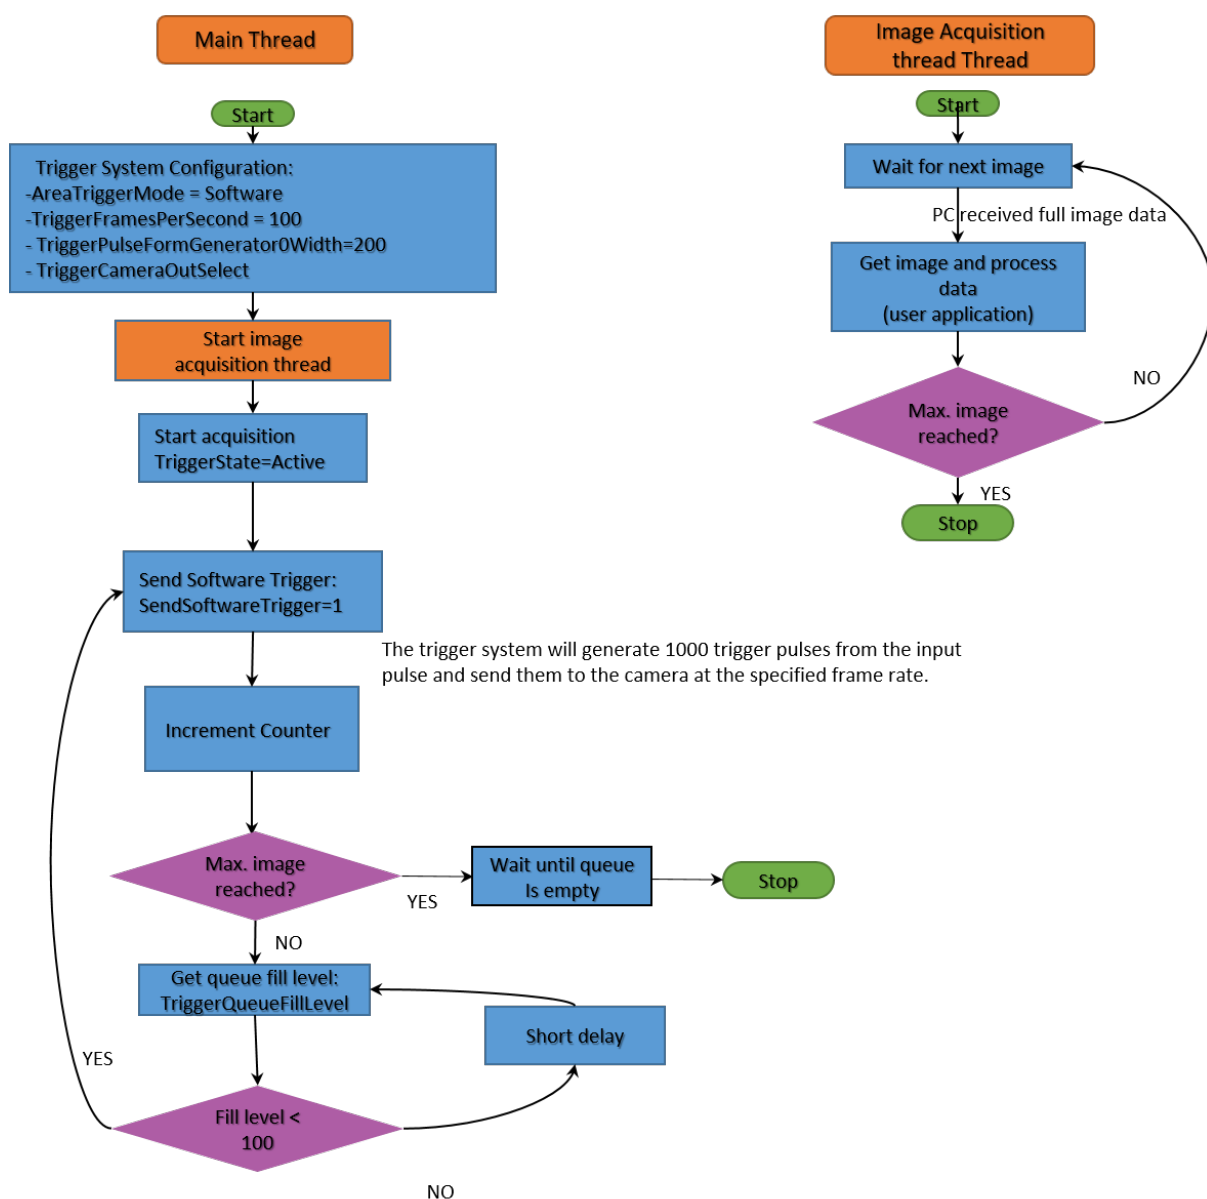 Main Thread
Start
Trigger System Configuration:
-AreaTriggerMode = Software
-TriggerFramesPerSecond = 100
- TriggerPulseFormGenerator0Width=200
- TriggerCameraOutSelect
Start image
acquisition thread
Start acquisition
TriggerState=Active
Send Software Trigger:
SendSoftwareTrigger=1
The trigger system will generate 1000 trigger pulses from the input
pulse and send them to the camera at the specified frame rate.
Increment Counter
Max. image
reached?
YES
Wait until queue
Is empty
Stop
NO
Get queue fill level:
TriggerQueueFillLevel
Short delay
YES
Fill level <
100
NO
Image Acquisition
thread Thread
Start
Wait for next image
PC received full image data
Get image and process
data
(user application)
NO
Max. image
reached?
YES
Stop